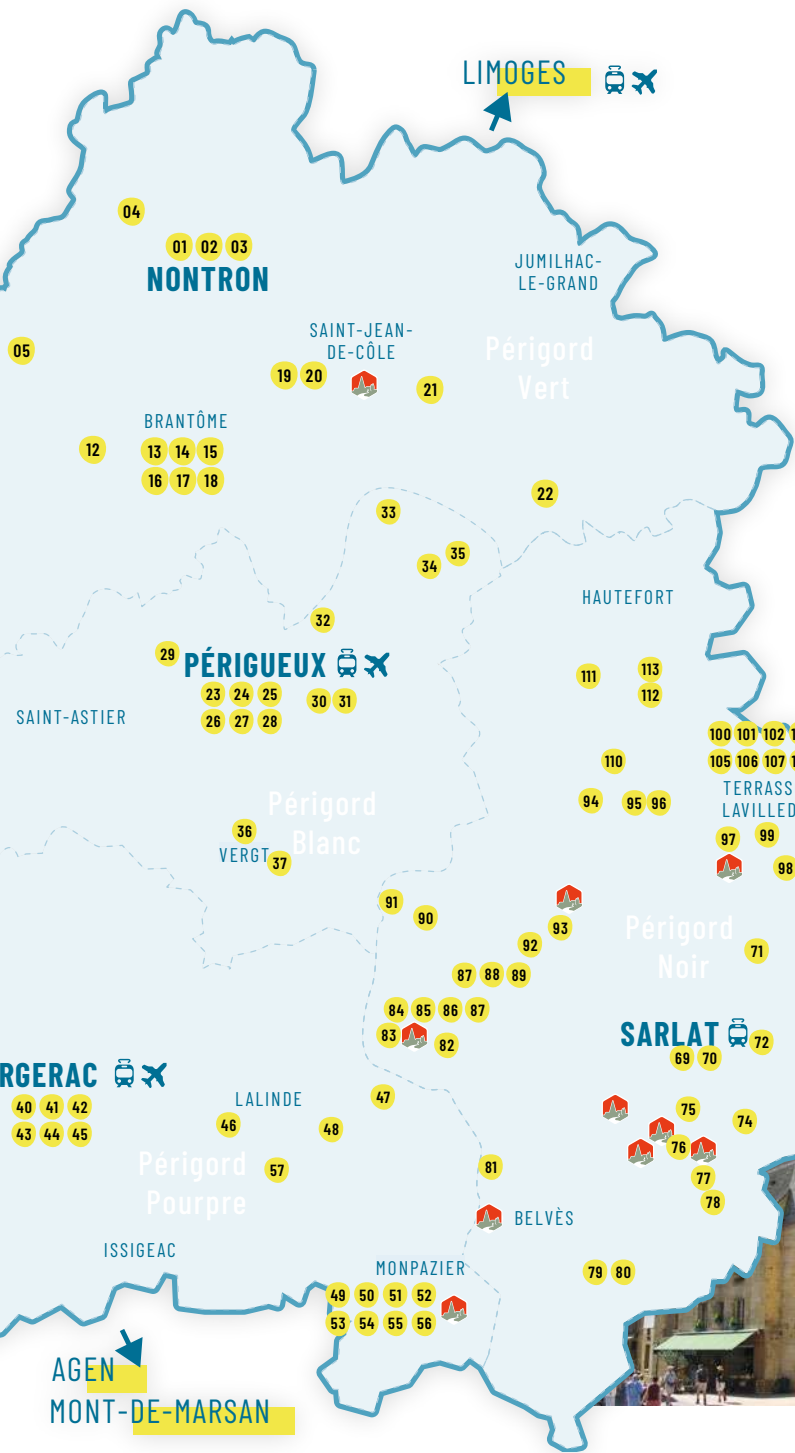 LIMOGES
04
01 02 03
NONTRON
JUMILHAC-
LE-GRAND
05
SAINT-JEAN-
DE-CÔLE
Périgord
Vert
19 20
21
BRANTÔME
12
13 14 15
16 17 18
22
33
34 35
HAUTEFORT
32
29
PÉRIGUEUX
23 24 25
26 27 28
30 31
SAINT-ASTIER
111
113
112
100 101 102
105 106 107
110
TERRASS
LAVILLED
94
95 96
Périgord
Blanc
36
VERGT
37
97
99
98
91
90
93
92
Périgord
Noir
71
87 88 89
84 85 86 87
83
82
SARLAT
72
69 70
RGERAC
40 41 42
43 44 45
LALINDE
47
46
48
57
Périgord
Pourpre
75
74
76
77
78
81
BELVÈS
ISSIGEAC
MONPAZIER
49 50 51 52
53 54 55 56
79 80
AGEN
MONT-DE-MARSAN